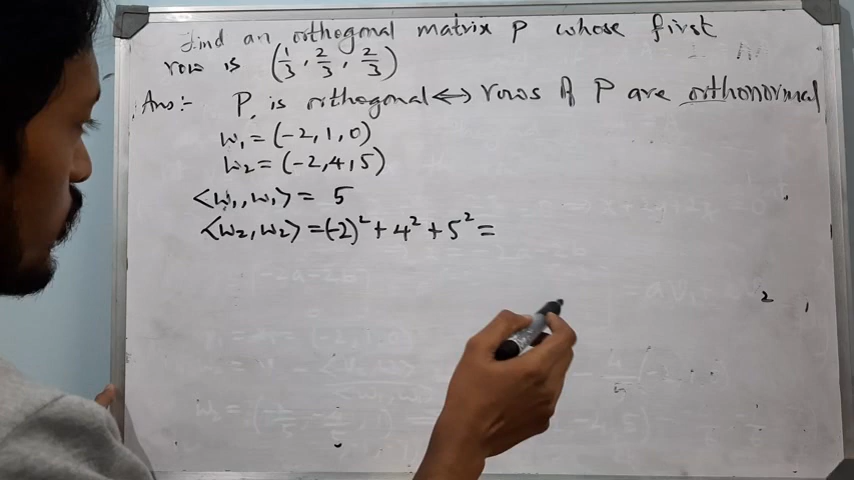 Find an orthogonal matrix P whose first
row is (1/3, 2/3, 2/3)
Ans:- P is orthogonal ↔ rows of P are orthonormal
w₁ = (-2, 1, 0)
w₂ = (-2, 4, 5)
<w₁, w₁> = 5
<w₂, w₂> = (-2)² + 4² + 5² =